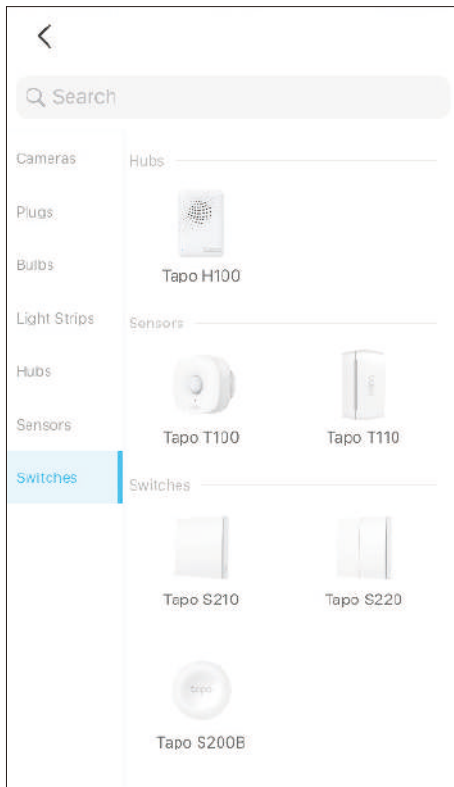 Search
Cameras
Plugs
Bulbs
Light Strips
Hubs
Sensors
Switches
Hubs
Tapo H100
Sensors
Tapo T100
Tapo T110
Switches
Tapo S210
Tapo S220
tapo
Tapo S200B